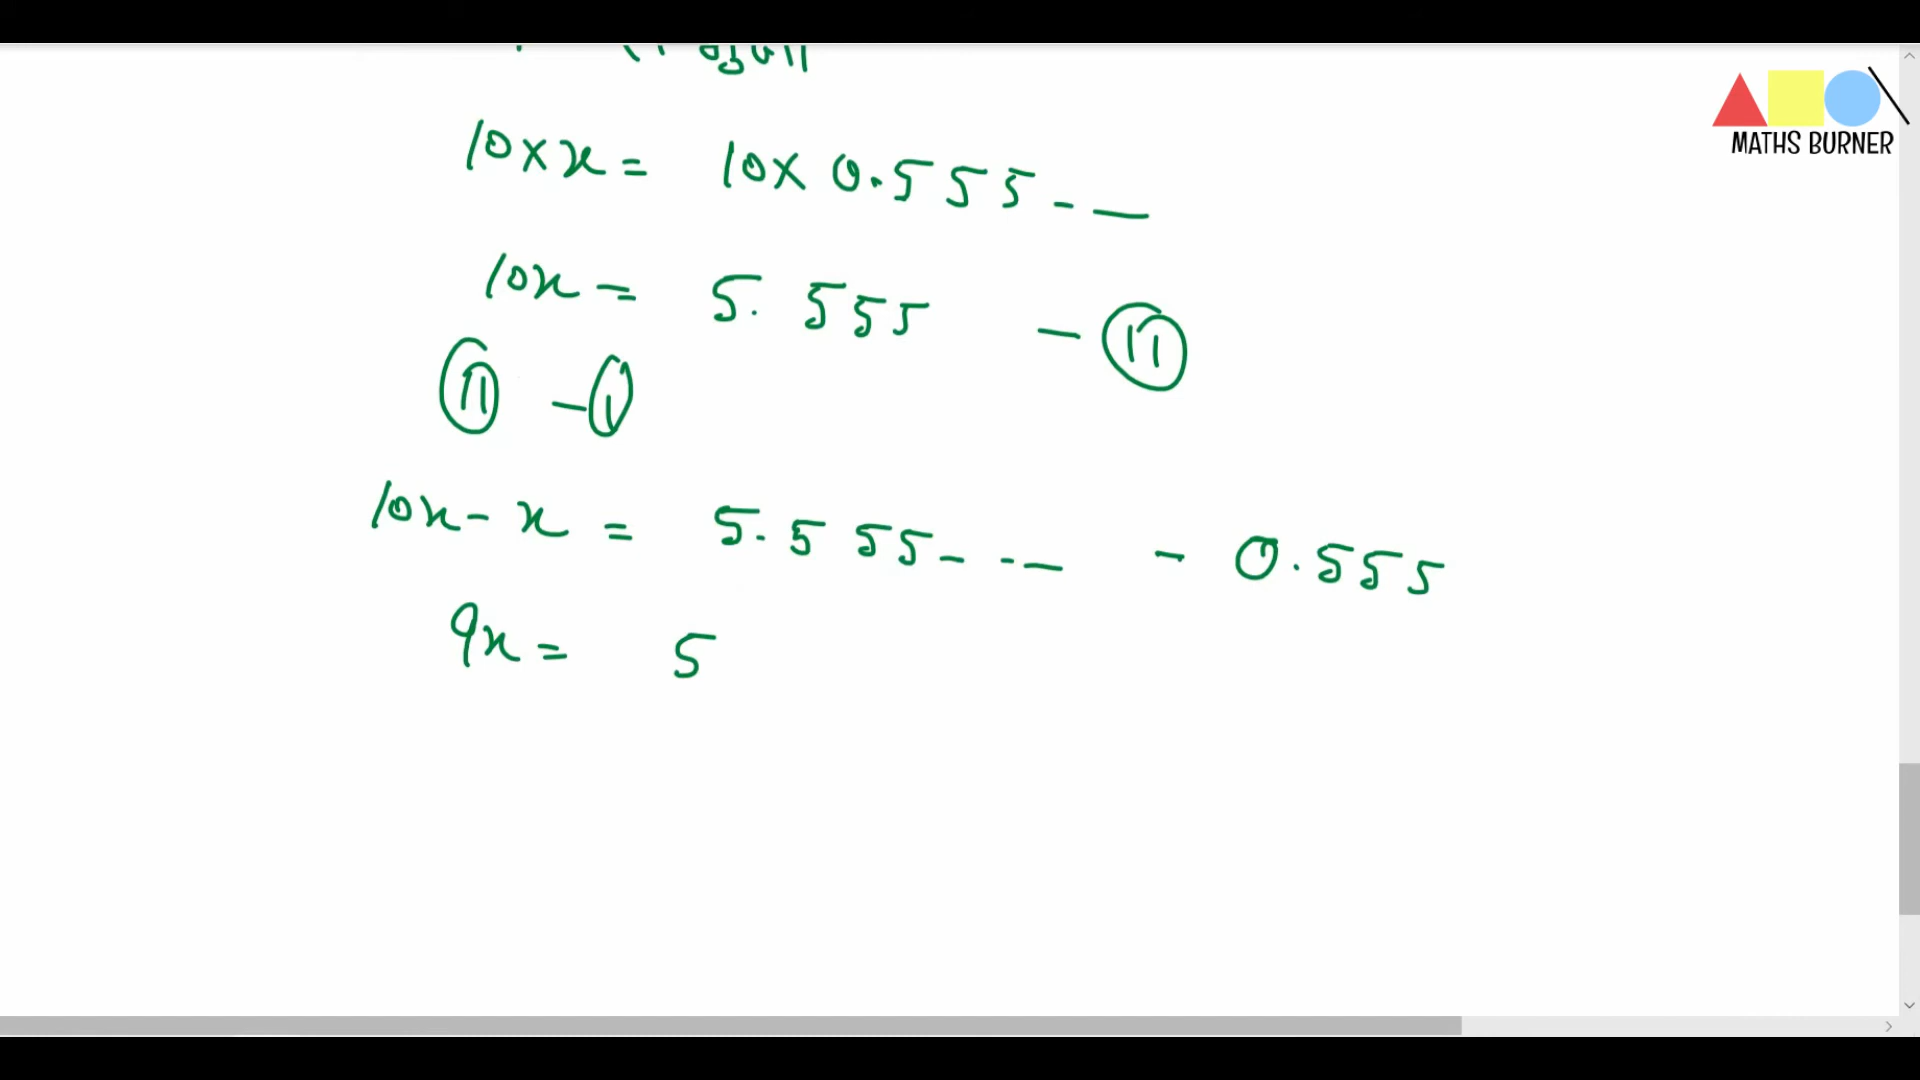 10×x = 10× 0.555- —
MATHS BURNER
10x = 5.555 - II
II - I
10x - x = 5.555- - — - 0.555
9x = 5